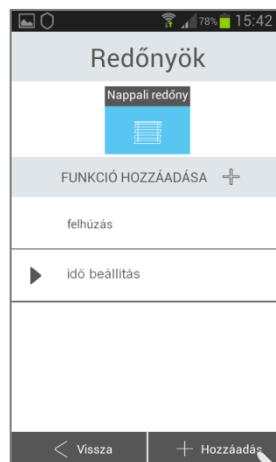 78% 15:42
Redőnyök
Nappali redőny
FUNKCIÓ HOZZÁADÁSA
felhúzás
idő beállítás
Vissza
Hozzáadás